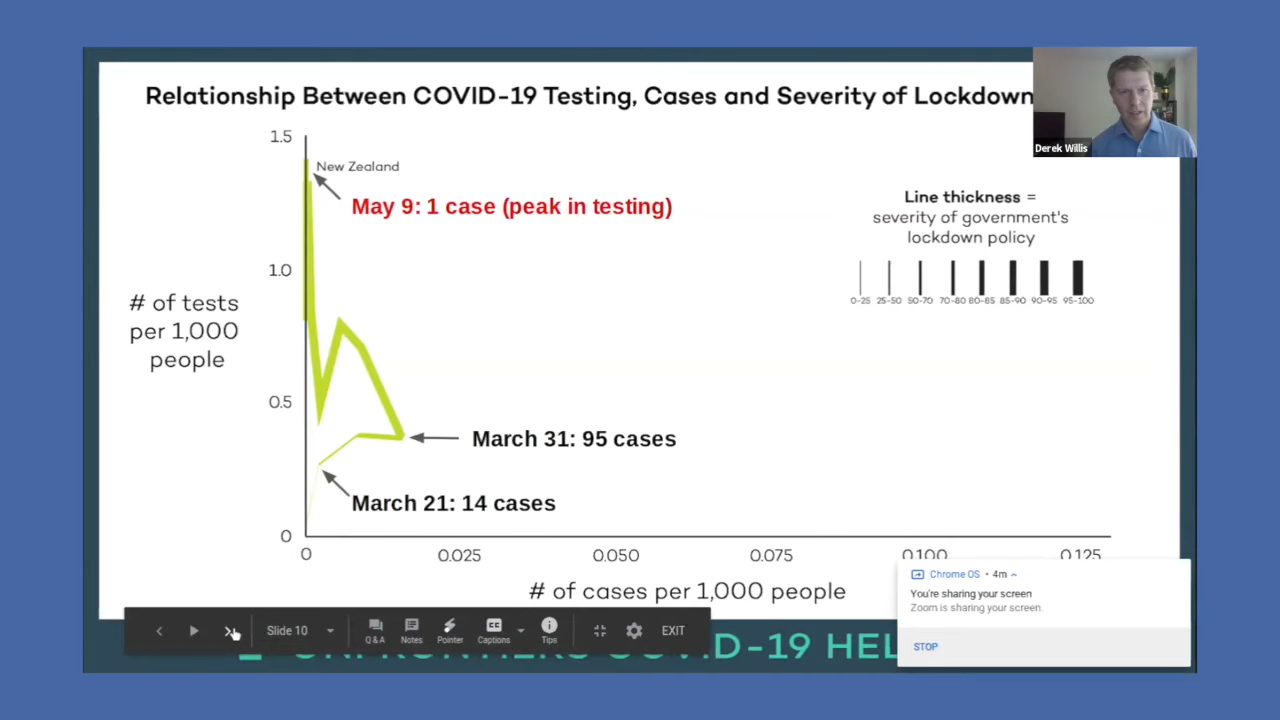 Relationship Between COVID-19 Testing, Cases and Severity of Lockdown
Derek Willis
1.5
New Zealand
May 9: 1 case (peak in testing)
Line thickness =
severity of government's
lockdown policy
1.0
0-25 25-50 50-70 70-80 80-85 85-90 90-95 95-100
# of tests
per 1,000
people
0.5
March 31: 95 cases
March 21: 14 cases
0
0 0.025 0.050 0.075 0.100 0.125
# of cases per 1,000 people
Chrome OS • 4m
You're sharing your screen
Zoom is sharing your screen.
STOP
Slide 10
Q & A
Notes
Pointer
CC
Captions
Tips
EXIT
COVID-19 HEL